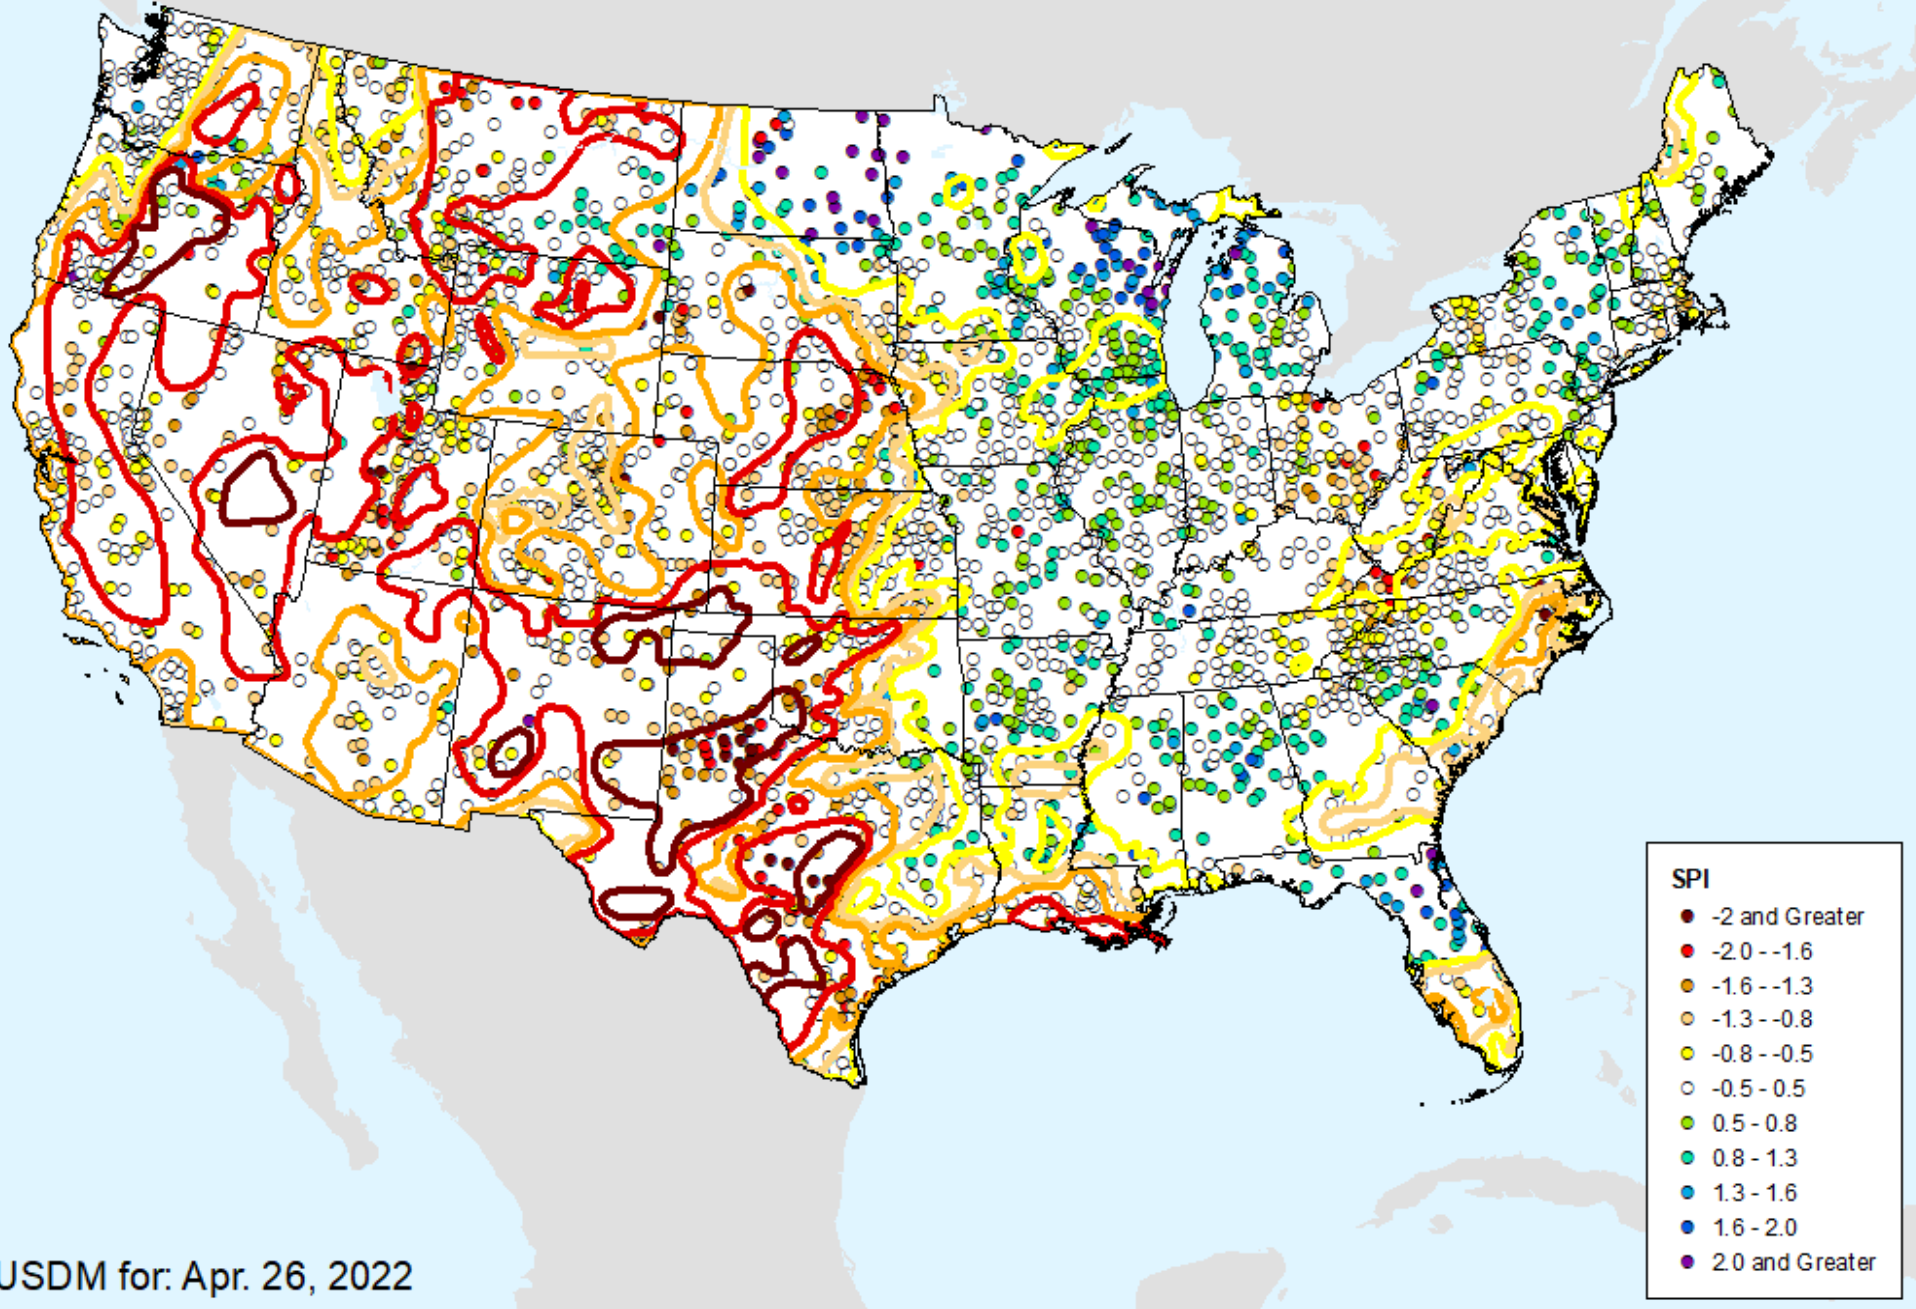 SPI
-2 and Greater
-2.0 - -1.6
-1.6 - -1.3
-1.3 - -0.8
-0.8 - -0.5
-0.5 - 0.5
0.5 - 0.8
0.8 - 1.3
1.3 - 1.6
1.6 - 2.0
2.0 and Greater
USDM for: Apr. 26, 2022